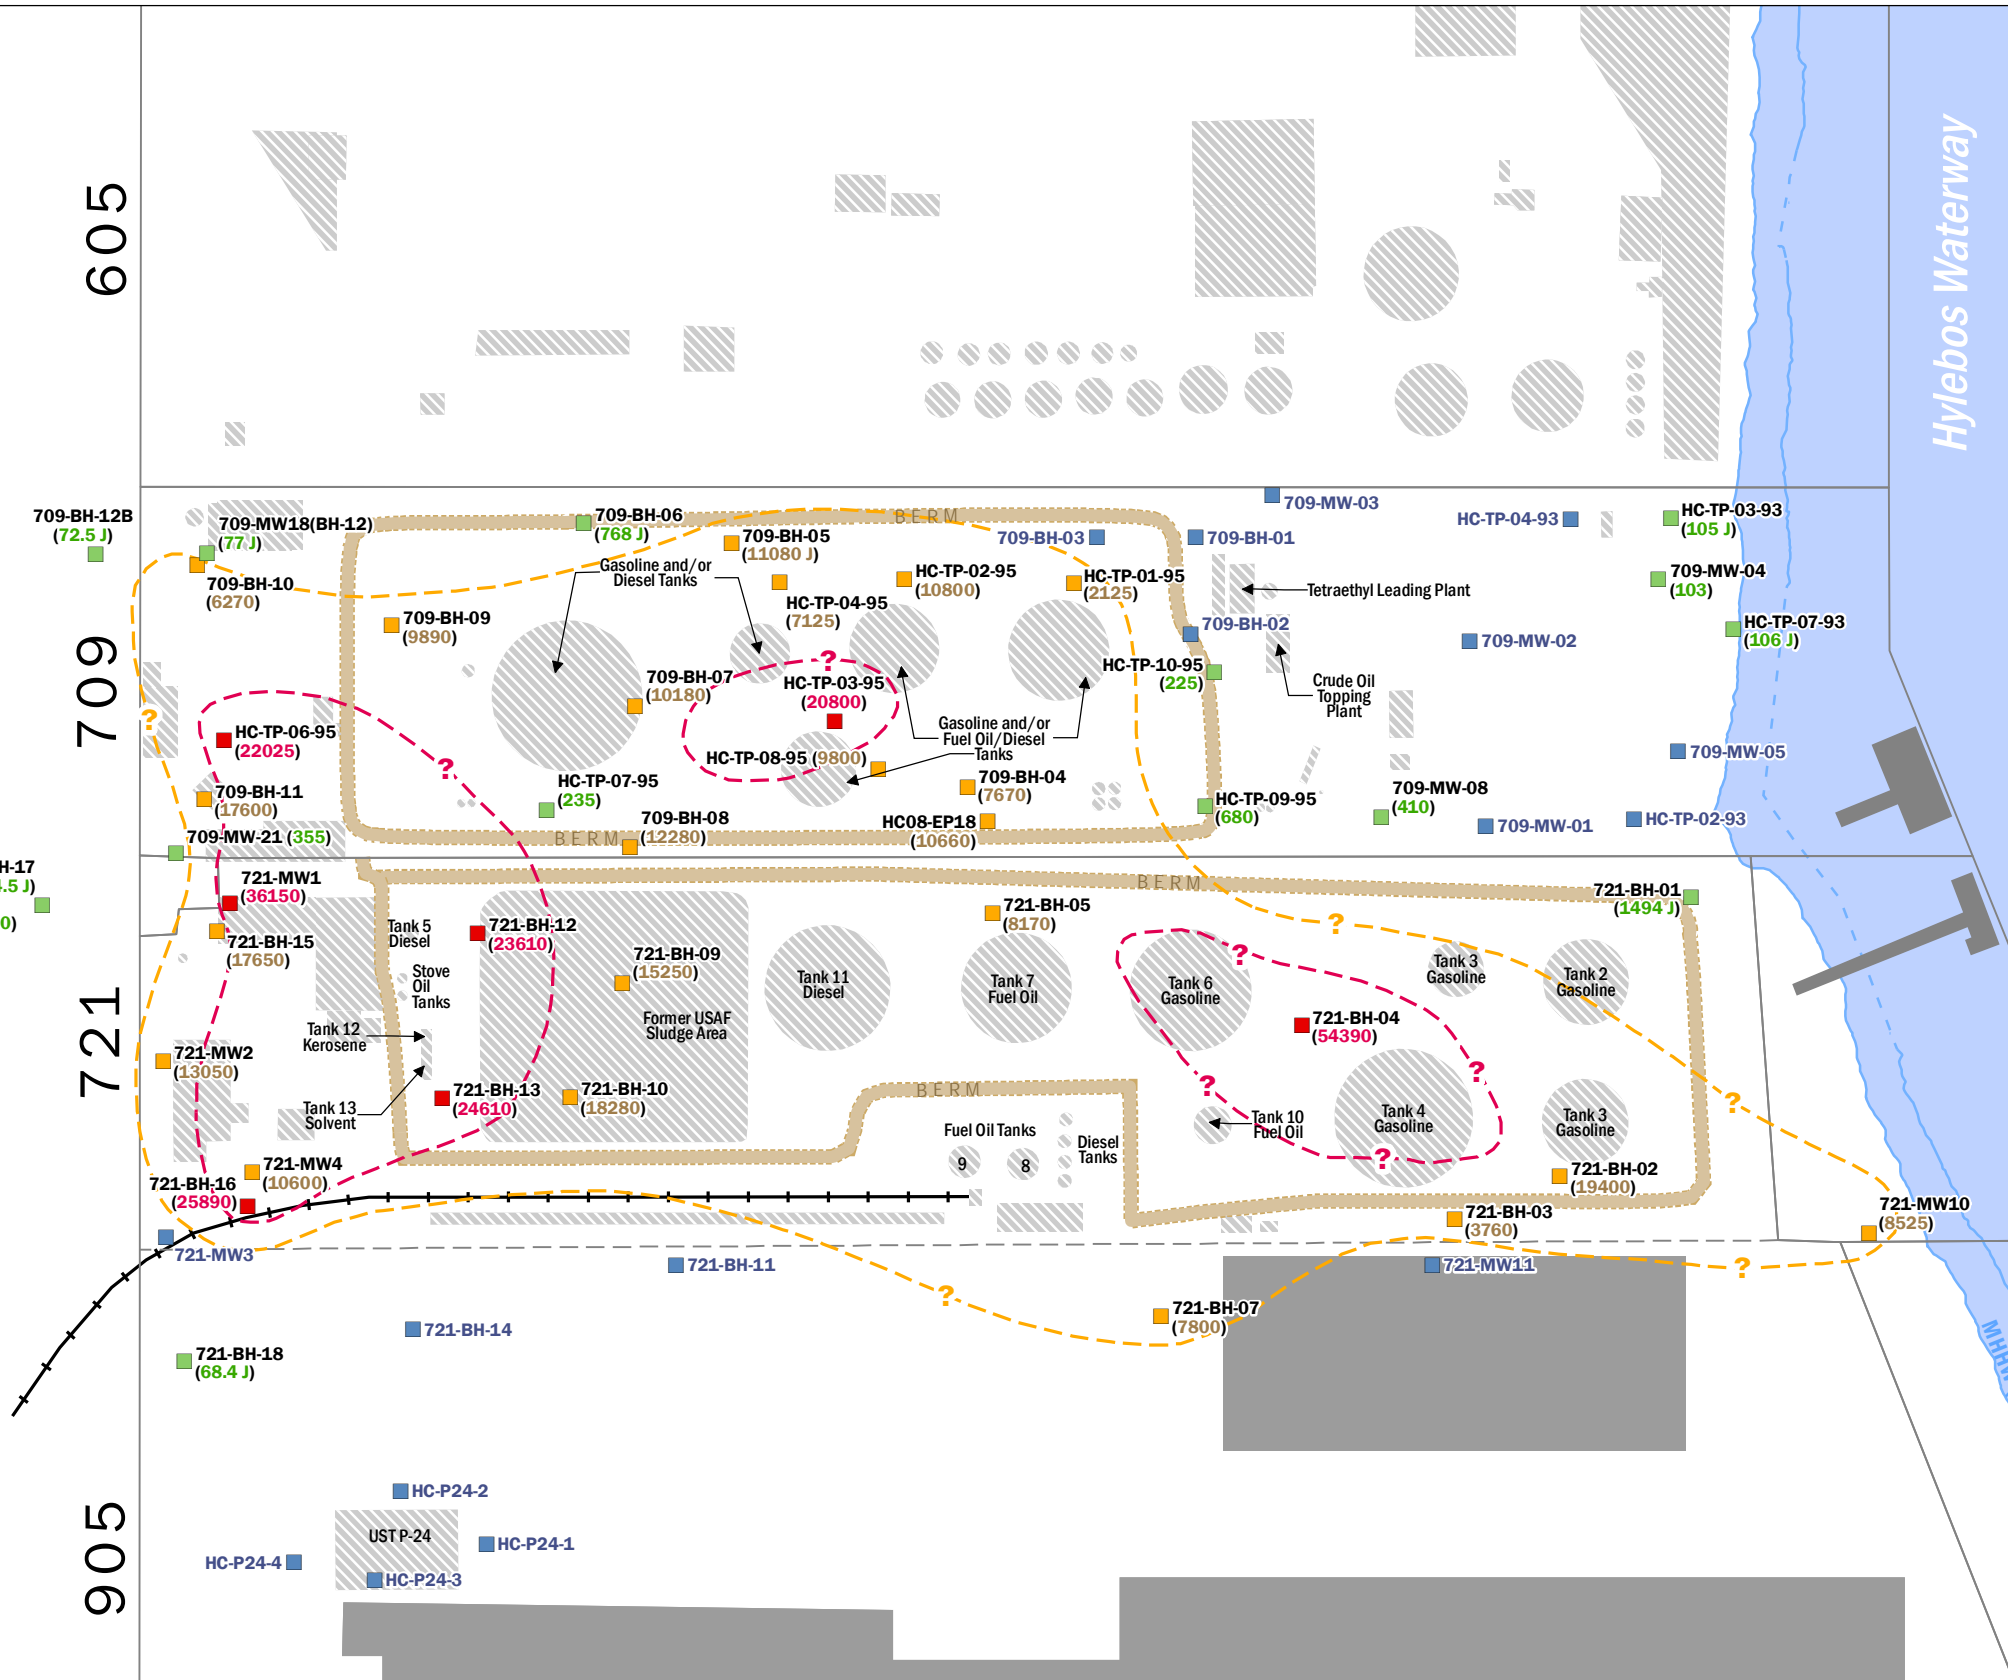 605
Hylebos Waterway
709-BH-12B
(72.5 J)
709-MW18(BH-12)
(77 J)
709-BH-10
(6270)
709-BH-06
(768 J)
BERM
709-BH-05
(11080 J)
709-BH-03
709-BH-01
709-MW-03
HC-TP-04-93
HC-TP-03-93
(105 J)
Gasoline and/or
Diesel Tanks
HC-TP-04-95
(7125)
HC-TP-02-95
(10800)
HC-TP-01-95
(2125)
Tetraethyl Leading Plant
709-MW-04
(103)
709-BH-09
(9890)
709-BH-02
709-MW-02
HC-TP-07-93
(106 J)
709
?
709-BH-07
(10180)
?
HC-TP-03-95
(20800)
HC-TP-10-95
(225)
Crude Oil
Topping
Plant
HC-TP-06-95
(22025)
?
Gasoline and/or
Fuel Oil/Diesel
Tanks
HC-TP-08-95 (9800)
709-MW-05
709-BH-11
(17600)
HC-TP-07-95
(235)
709-BH-04
(7670)
HC-TP-09-95
(680)
709-MW-08
(410)
709-MW-01
HC-TP-02-93
709-MW-21 (355)
BERM
709-BH-08
(12280)
HC08-EP18
(10660)
H-17
.5 J)
0)
721-MW1
(36150)
BERM
721-BH-01
(1494 J)
721-BH-15
(17650)
Tank 5
Diesel
721-BH-12
(23610)
721-BH-05
(8170)
?
?
721-BH-09
(15250)
Stove
Oil
Tanks
Tank 11
Diesel
Tank 7
Fuel Oil
Tank 6
Gasoline
Tank 3
Gasoline
Tank 2
Gasoline
721
Former USAF
Sludge Area
721-BH-04
(54390)
Tank 12
Kerosene
721-MW2
(13050)
?
?
?
721-BH-13
(24610)
721-BH-10
(18280)
BERM
Tank 13
Solvent
Fuel Oil Tanks
9
8
Diesel
Tanks
Tank 10
Fuel Oil
Tank 4
Gasoline
Tank 3
Gasoline
?
721-MW4
(10600)
721-BH-16
(25890)
721-BH-02
(19400)
721-BH-03
(3760)
721-MW10
(8525)
721-MW3
721-BH-11
721-MW11
?
?
721-BH-07
(7800)
721-BH-14
MHHW
721-BH-18
(68.4 J)
905
HC-P24-2
UST P-24
HC-P24-1
HC-P24-4
HC-P24-3